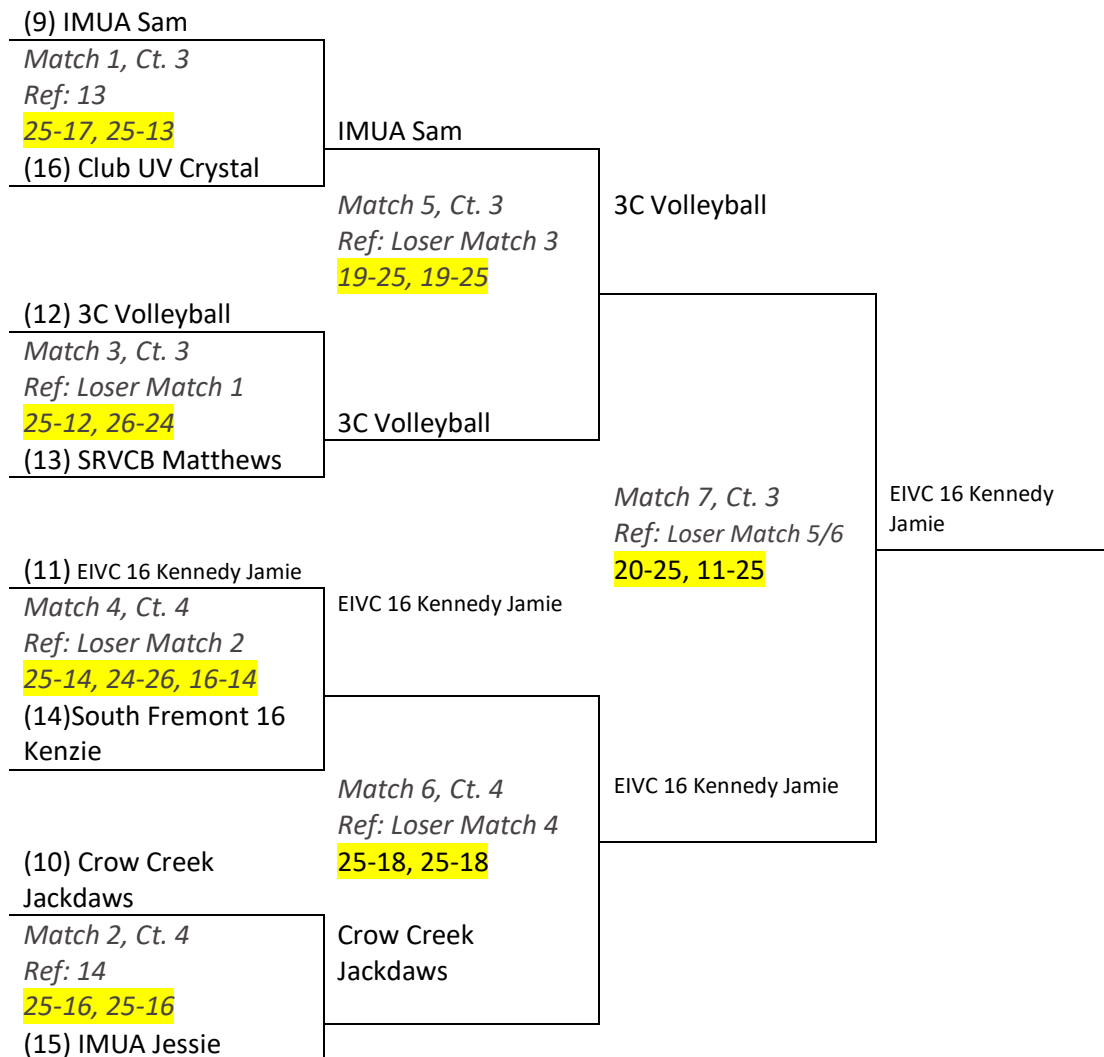 (9) IMUA Sam
Match 1, Ct. 3
Ref: 13
25-17, 25-13
(16) Club UV Crystal
IMUA Sam
Match 5, Ct. 3
Ref: Loser Match 3
19-25, 19-25
3C Volleyball
(12) 3C Volleyball
Match 3, Ct. 3
Ref: Loser Match 1
25-12, 26-24
(13) SRVCB Matthews
3C Volleyball
Match 7, Ct. 3
Ref: Loser Match 5/6
20-25, 11-25
EIVC 16 Kennedy
Jamie
(11) EIVC 16 Kennedy Jamie
Match 4, Ct. 4
Ref: Loser Match 2
25-14, 24-26, 16-14
(14)South Fremont 16
Kenzie
EIVC 16 Kennedy Jamie
Match 6, Ct. 4
Ref: Loser Match 4
25-18, 25-18
EIVC 16 Kennedy Jamie
(10) Crow Creek
Jackdaws
Match 2, Ct. 4
Ref: 14
25-16, 25-16
(15) IMUA Jessie
Crow Creek
Jackdaws